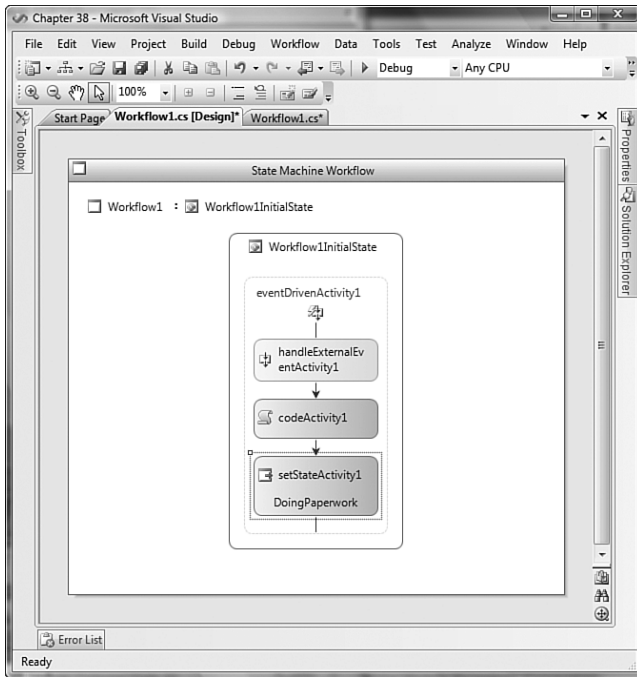 Chapter 38 - Microsoft Visual Studio
File Edit View Project Build Debug Workflow Data Tools Test Analyze Window Help
Debug Any CPU
100%
Start Page Workflow1.cs [Design]* Workflow1.cs*
Toolbox
Properties
Solution Explorer
State Machine Workflow
Workflow1 : Workflow1InitialState
Workflow1InitialState
eventDrivenActivity1
handleExternalEv
entActivity1
codeActivity1
setStateActivity1
DoingPaperwork
Error List
Ready